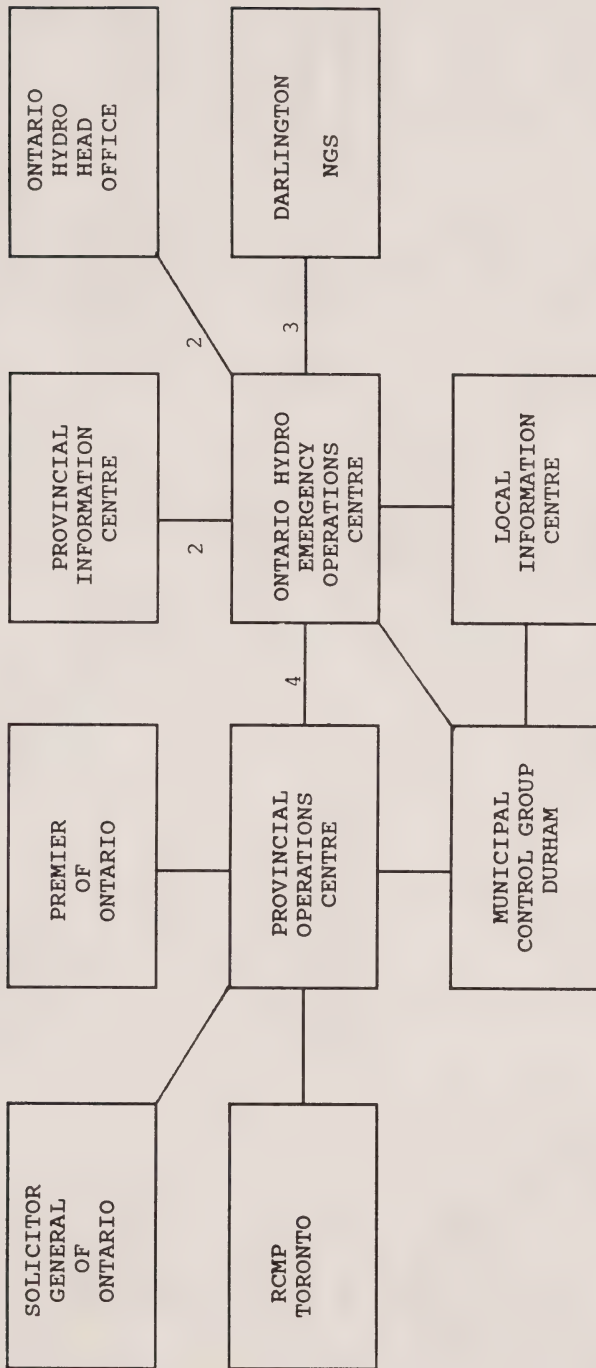 SOLICITOR
GENERAL
OF
ONTARIO
PREMIER
OF
ONTARIO
PROVINCIAL
INFORMATION
CENTRE
ONTARIO
HYDRO
HEAD
OFFICE
2
2
RCMP
TORONTO
PROVINCIAL
OPERATIONS
CENTRE
4
ONTARIO HYDRO
EMERGENCY
OPERATIONS
CENTRE
3
DARLINGTON
NGS
MUNICIPAL
CONTROL GROUP
DURHAM
LOCAL
INFORMATION
CENTRE